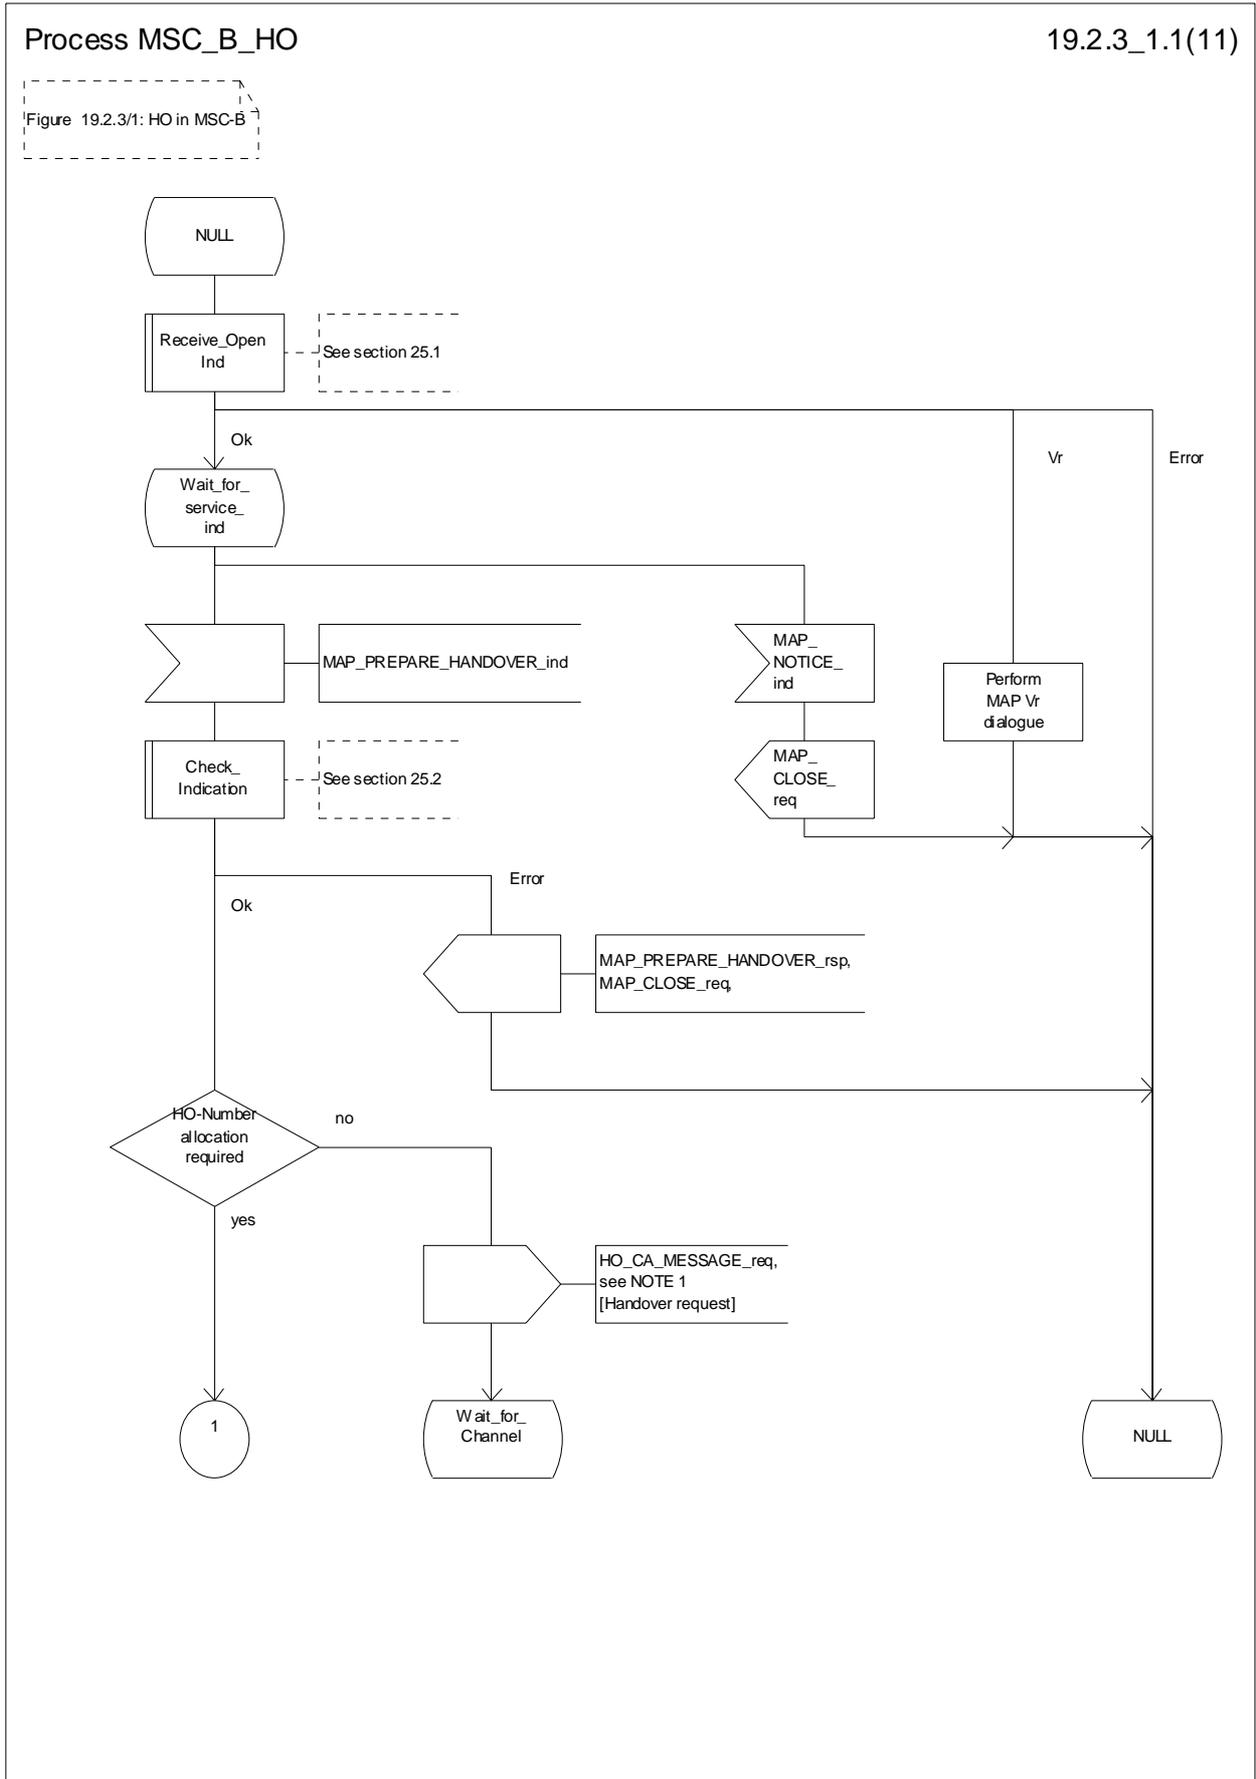 Process MSC_B_HO
19.2.3_1.1(11)
Figure 19.2.3/1: HO in MSC-B
NULL
Receive_Open
Ind
See section 25.1
Ok
Vr
Error
Wait_for_
service_
ind
MAP_PREPARE_HANDOVER_ind
MAP_
NOTICE_
ind
Perform
MAP Vr
dialogue
Check_
Indication
See section 25.2
MAP_
CLOSE_
req
Error
Ok
MAP_PREPARE_HANDOVER_rsp,
MAP_CLOSE_req,
HO-Number
allocation
required
no
yes
HO_CA_MESSAGE_req,
see NOTE 1
[Handover request]
1
Wait_for_
Channel
NULL